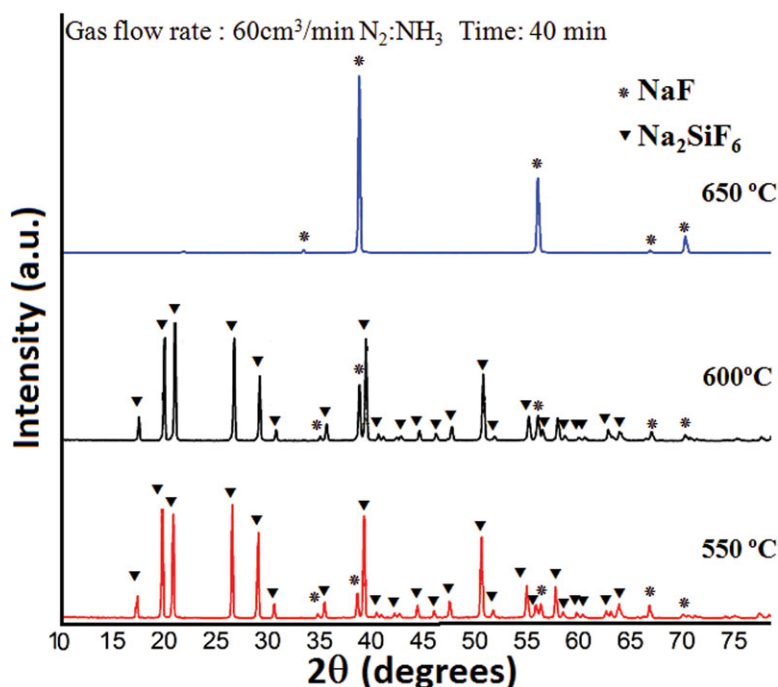 Gas flow rate : 60cm³/min N₂:NH₃ Time: 40 min
* NaF
▼ Na₂SiF₆
650 ºC
600ºC
550 ºC
Intensity (a.u.)
10 15 20 25 30 35 40 45 50 55 60 65 70 75
2θ (degrees)